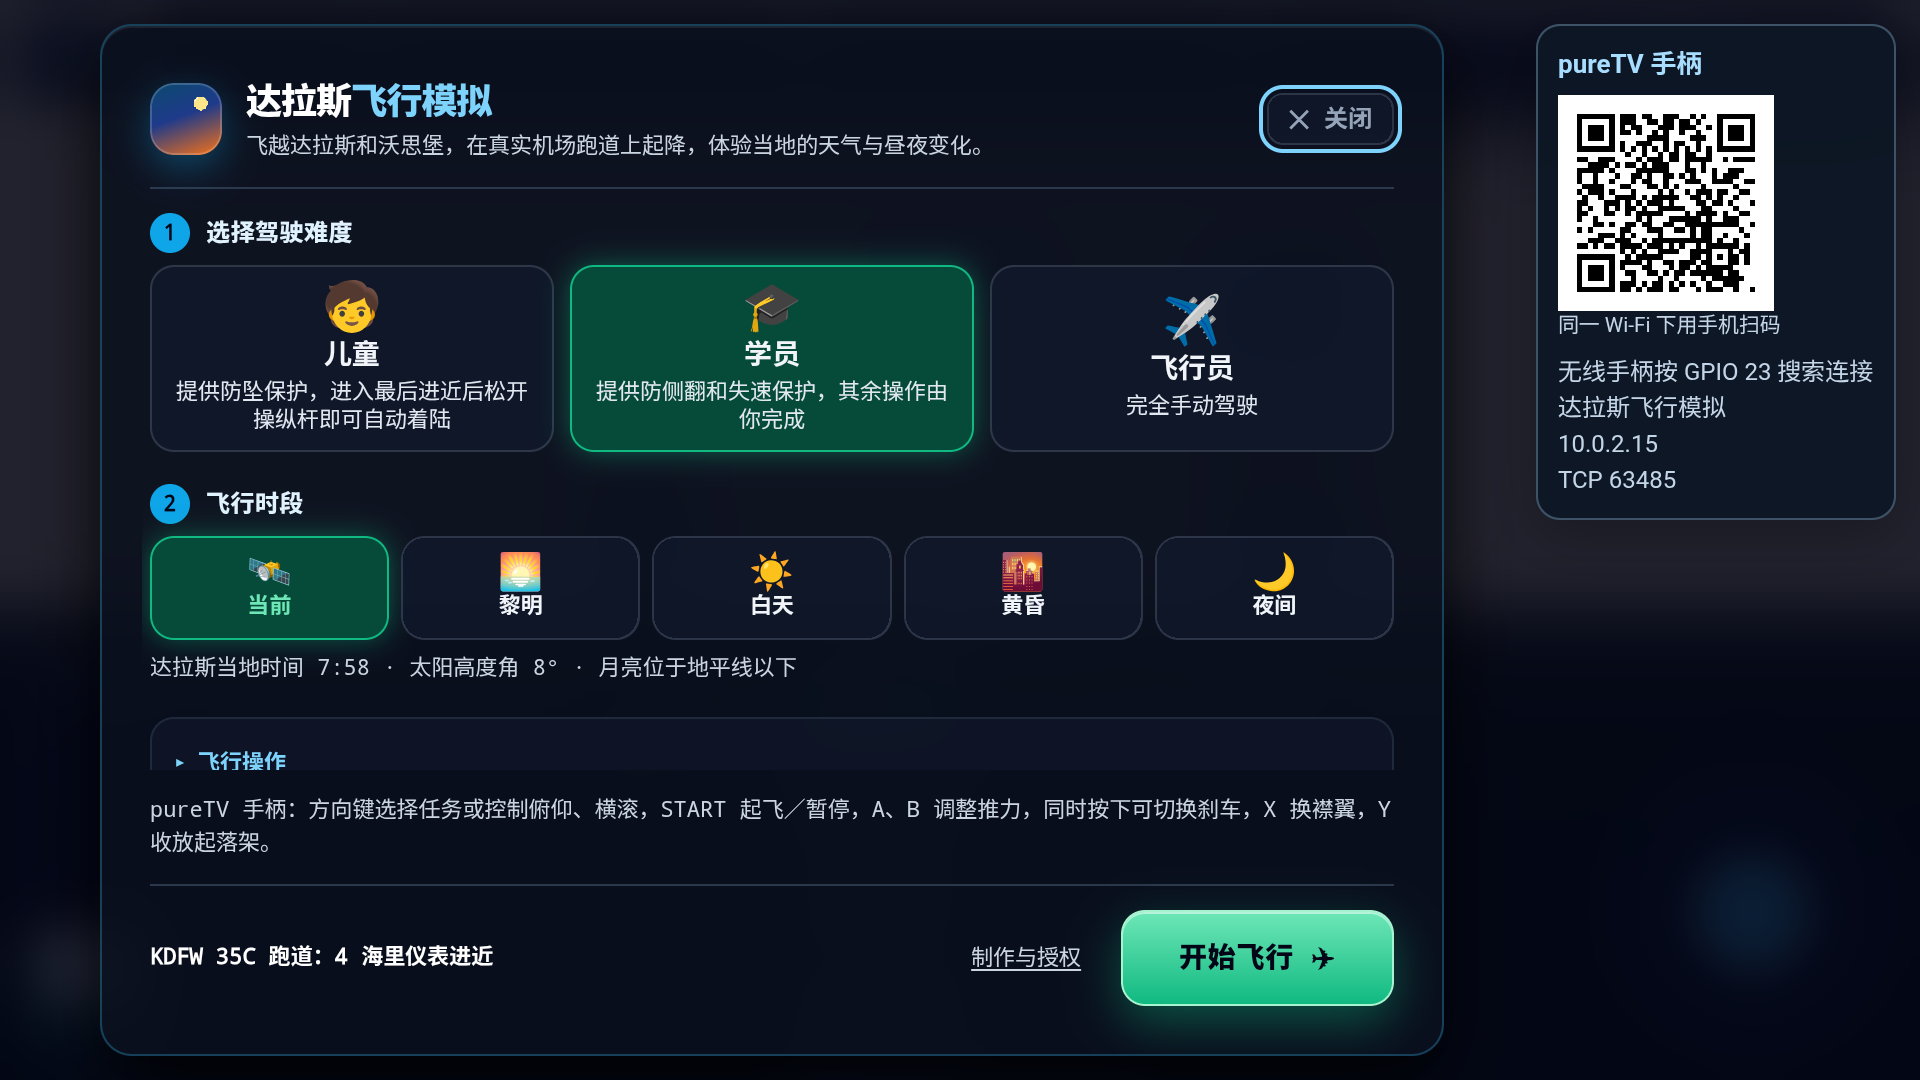 达拉斯飞行模拟
飞越达拉斯和沃思堡，在真实机场跑道上起降，体验当地的天气与昼夜变化。
关闭
1 选择驾驶难度
儿童
提供防坠保护，进入最后进近后松开
操纵杆即可自动着陆
学员
提供防侧翻和失速保护，其余操作由
你完成
飞行员
完全手动驾驶
2 飞行时段
当前
黎明
白天
黄昏
夜间
达拉斯当地时间 7:58 · 太阳高度角 8° · 月亮位于地平线以下
▸ 飞行操作
pureTV 手柄：方向键选择任务或控制俯仰、横滚，START 起飞／暂停，A、B 调整推力，同时按下可切换刹车，X 换襟翼，Y
收放起落架。
KDFW 35C 跑道：4 海里仪表进近
制作与授权
开始飞行 ✈
pureTV 手柄
同一 Wi-Fi 下用手机扫码
无线手柄按 GPIO 23 搜索连接
达拉斯飞行模拟
10.0.2.15
TCP 63485